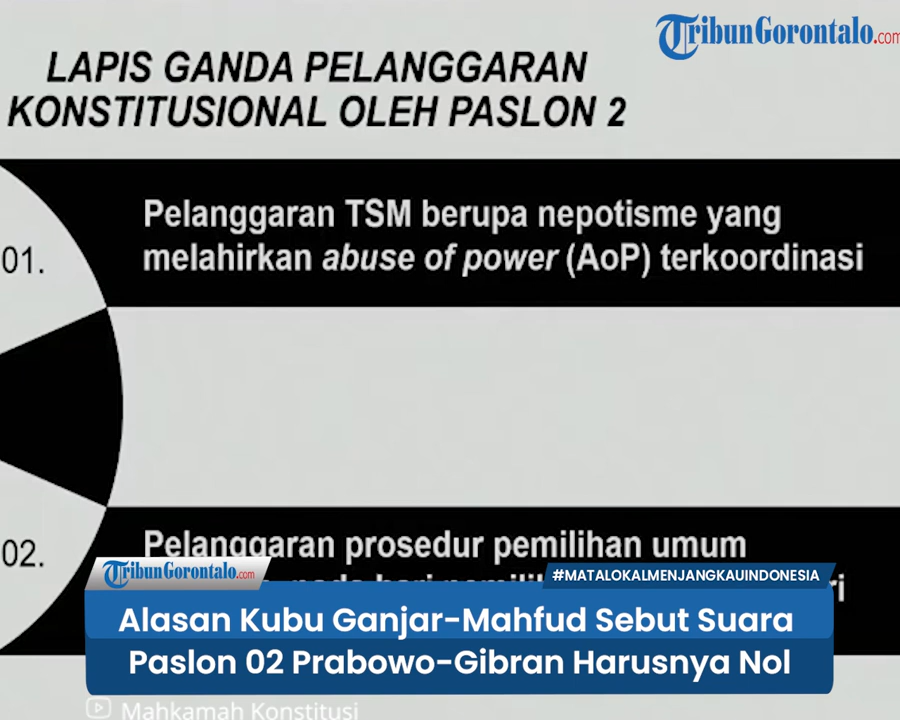 TribunGorontalo.com
LAPIS GANDA PELANGGARAN
KONSTITUSIONAL OLEH PASLON 2
01.
Pelanggaran TSM berupa nepotisme yang
melahirkan abuse of power (AoP) terkoordinasi
02.
Pelanggaran prosedur pemilihan umum
TribunGorontalo.com
#MATALOKALMENJANGKAUINDONESIA
Alasan Kubu Ganjar-Mahfud Sebut Suara
Paslon 02 Prabowo-Gibran Harusnya Nol
Mahkamah Konstitusi